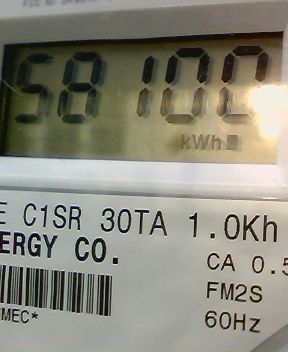 58100
kWh
E C1SR 30TA 1.0Kh
ERGY CO.
CA 0.5
FM2S
MEC*
60Hz